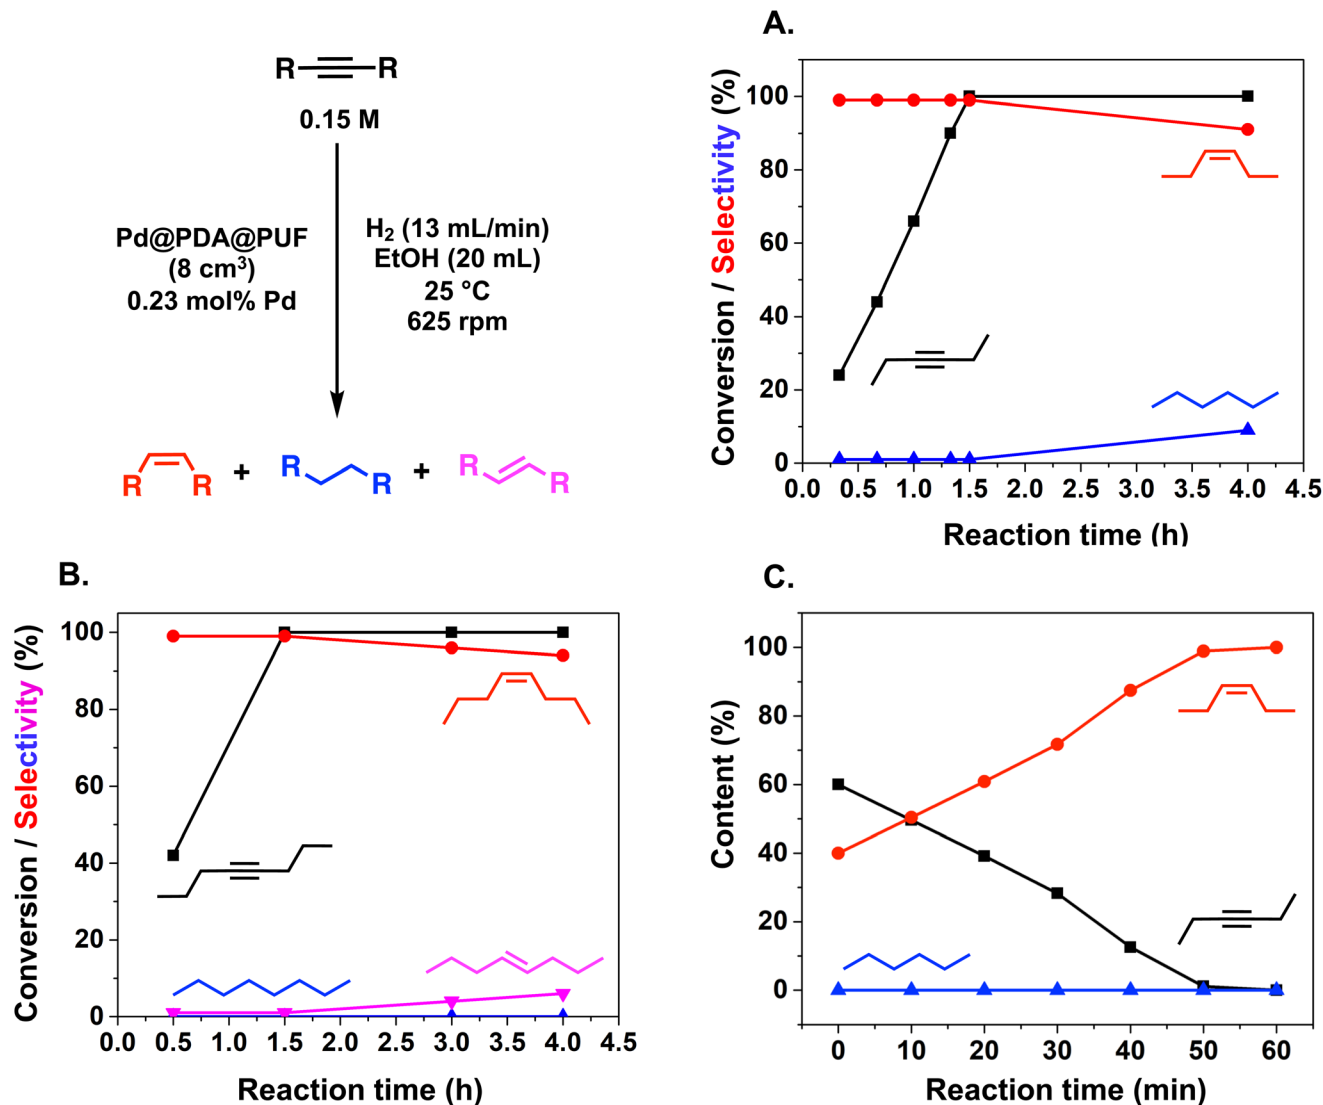 A.
R R
0.15 M
Pd@PDA@PUF
(8 cm³)
0.23 mol% Pd
H₂ (13 mL/min)
EtOH (20 mL)
25 °C
625 rpm
R R + R R + R R
Conversion / Selectivity (%)
100
80
60
40
20
0
0.0 0.5 1.0 1.5 2.0 2.5 3.0 3.5 4.0 4.5
Reaction time (h)
B.
Conversion / Selectivity (%)
100
80
60
40
20
0
0.0 0.5 1.0 1.5 2.0 2.5 3.0 3.5 4.0 4.5
Reaction time (h)
C.
Content (%)
100
80
60
40
20
0
0 10 20 30 40 50 60
Reaction time (min)